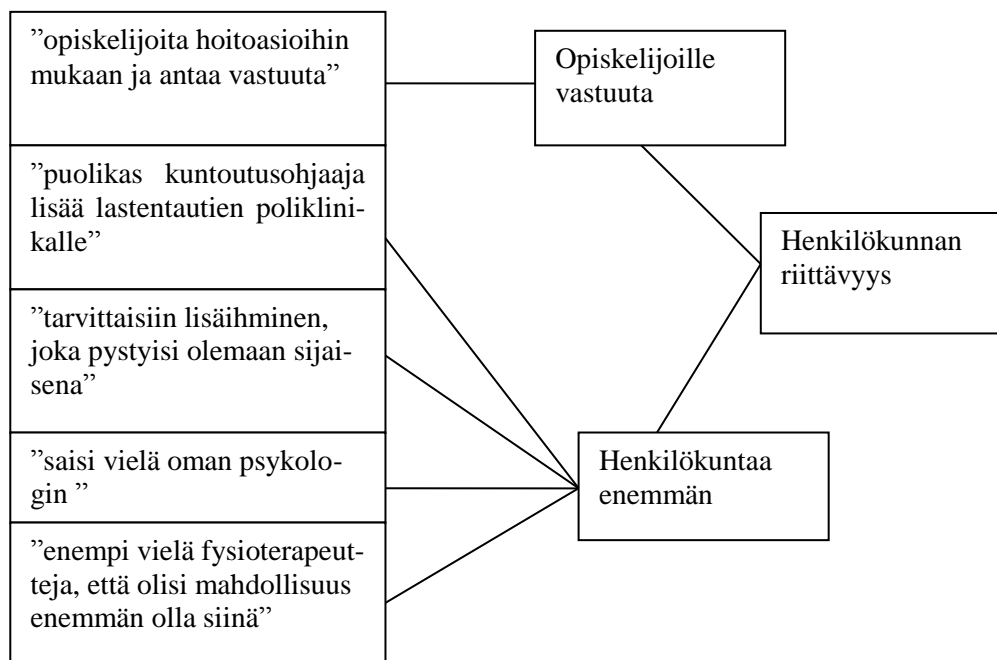 ”opiskelijoita hoitoasioihin
mukaan ja antaa vastuuta”
Opiskelijoille
vastuuta
”puolikas kuntoutusohjaaja
lisää lastentautien poliklini-
kalle”
Henkilökunnan
riittävyys
”tarvittaisiin lisäihminen,
joka pystyisi olemaan sijai-
sena”
”saisi vielä oman psykolo-
gin ”
Henkilökuntaa
enemmän
”enempi vielä fysioterapeut-
teja, että olisi mahdollisuus
enemmän olla siinä”